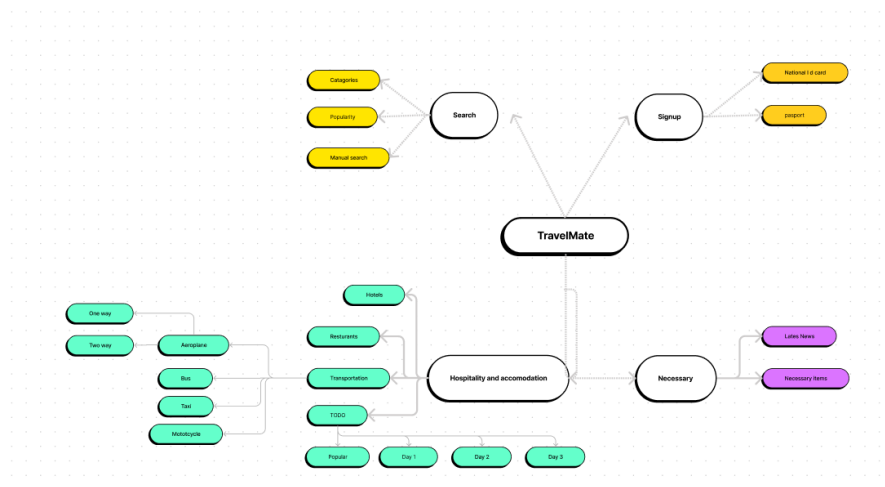 National I d card
Catagories
Search
Signup
pasport
Popularity
Manual search
TravelMate
Hotels
One way
Resturants
Lates News
Two way
Aeroplane
Bus
Transportation
Hospitality and accomodation
Necessary
Necessary items
Taxi
TODO
Mototcycle
Popular
Day 1
Day 2
Day 3